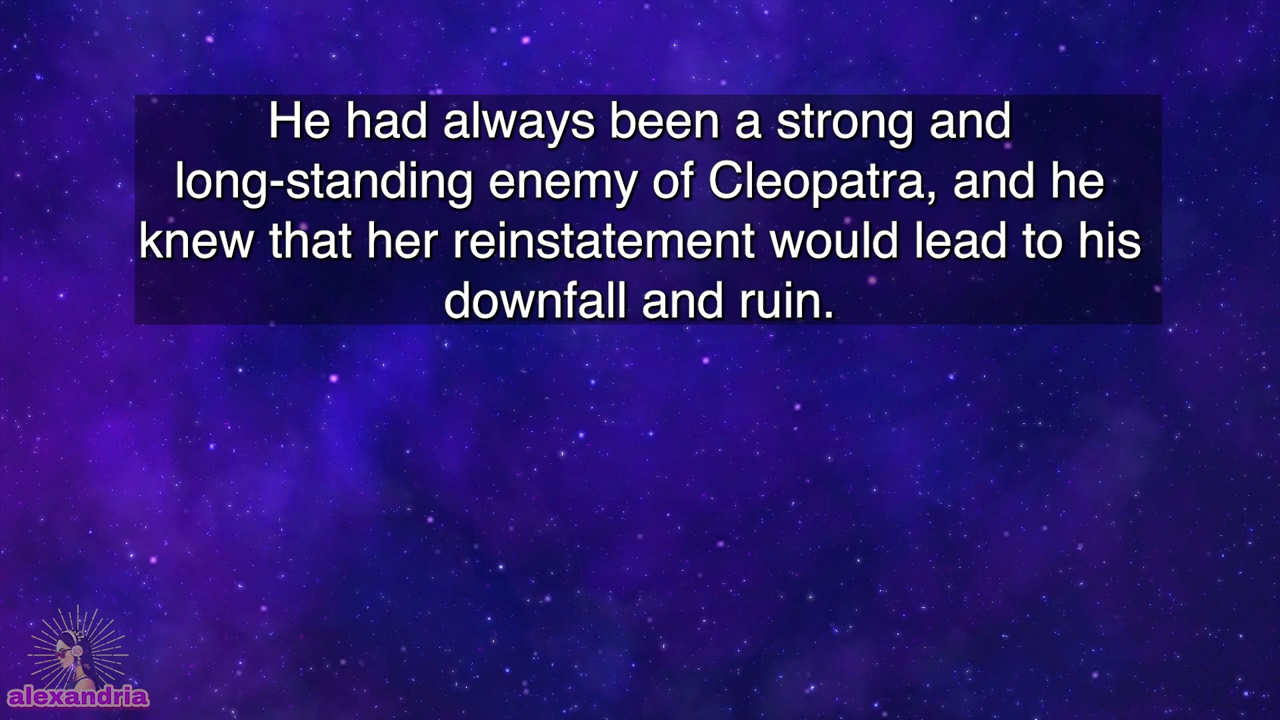 He had always been a strong and
long-standing enemy of Cleopatra, and he
knew that her reinstatement would lead to his
downfall and ruin.
alexandria